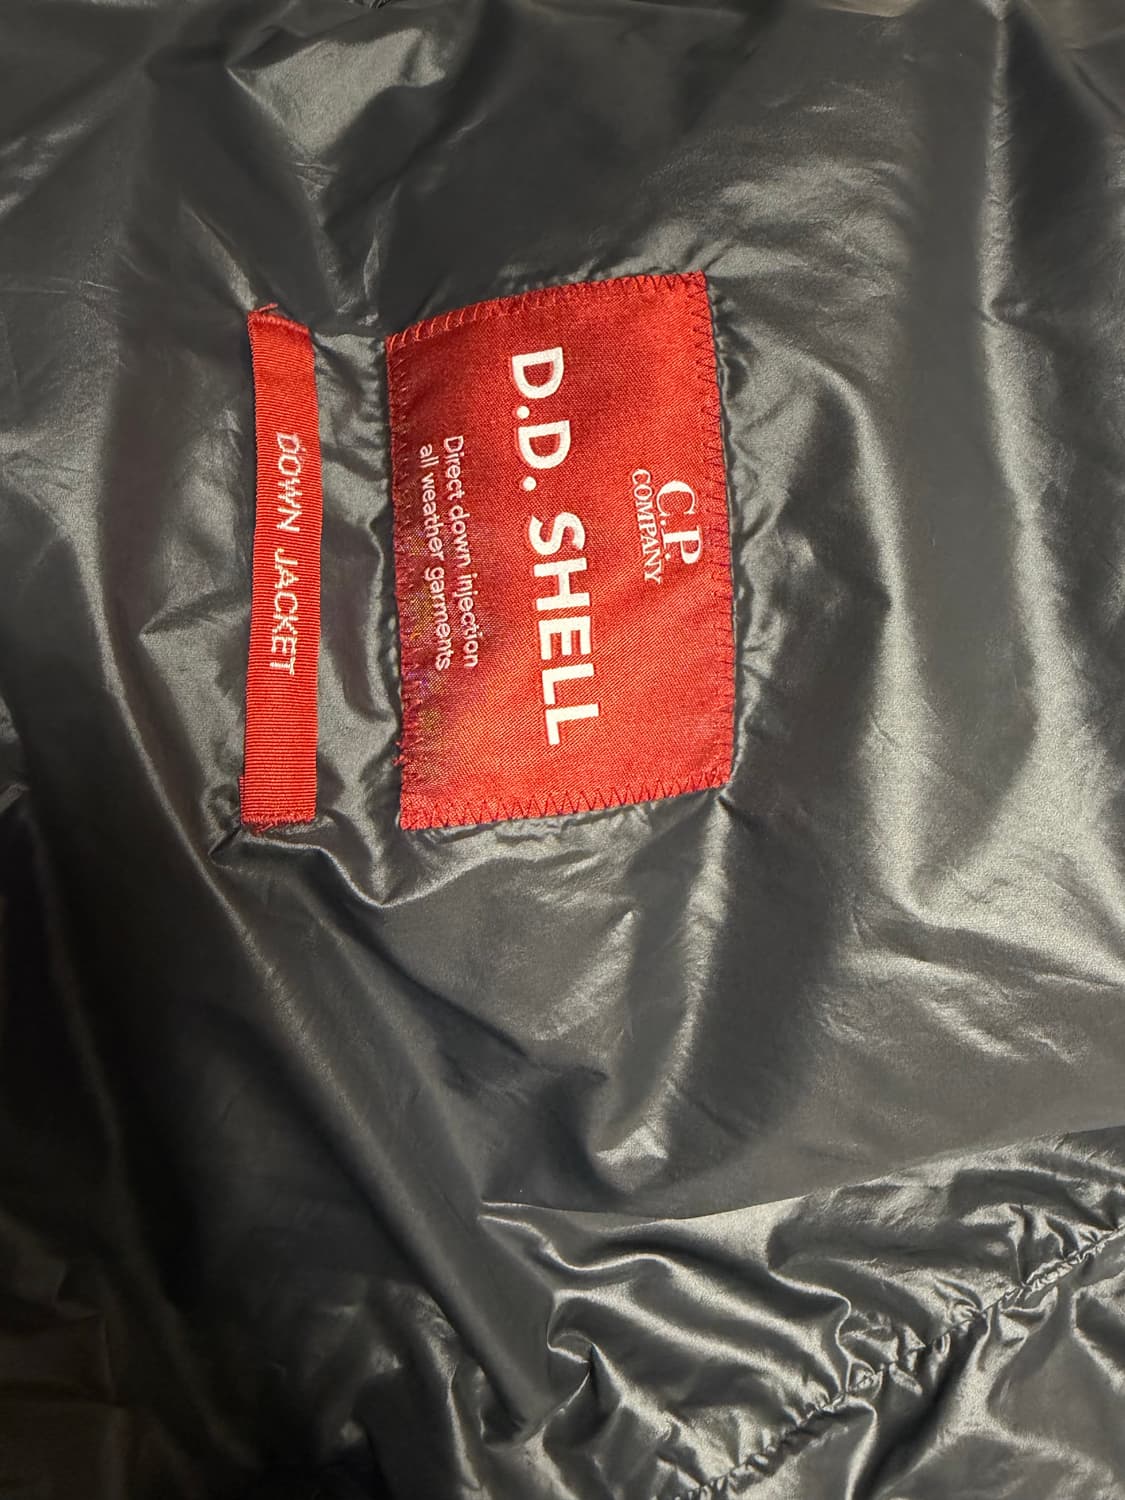 C.P.
COMPANY
D.D. SHELL
Direct down injection
all weather garments
DOWN JACKET